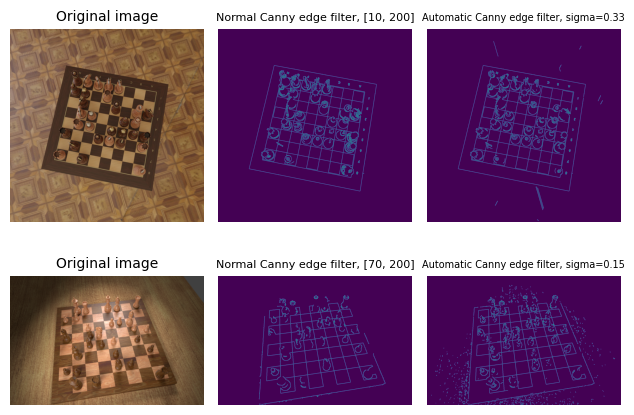 Original image
Normal Canny edge filter, [10, 200]
Automatic Canny edge filter, sigma=0.33
Original image
Normal Canny edge filter, [70, 200]
Automatic Canny edge filter, sigma=0.15